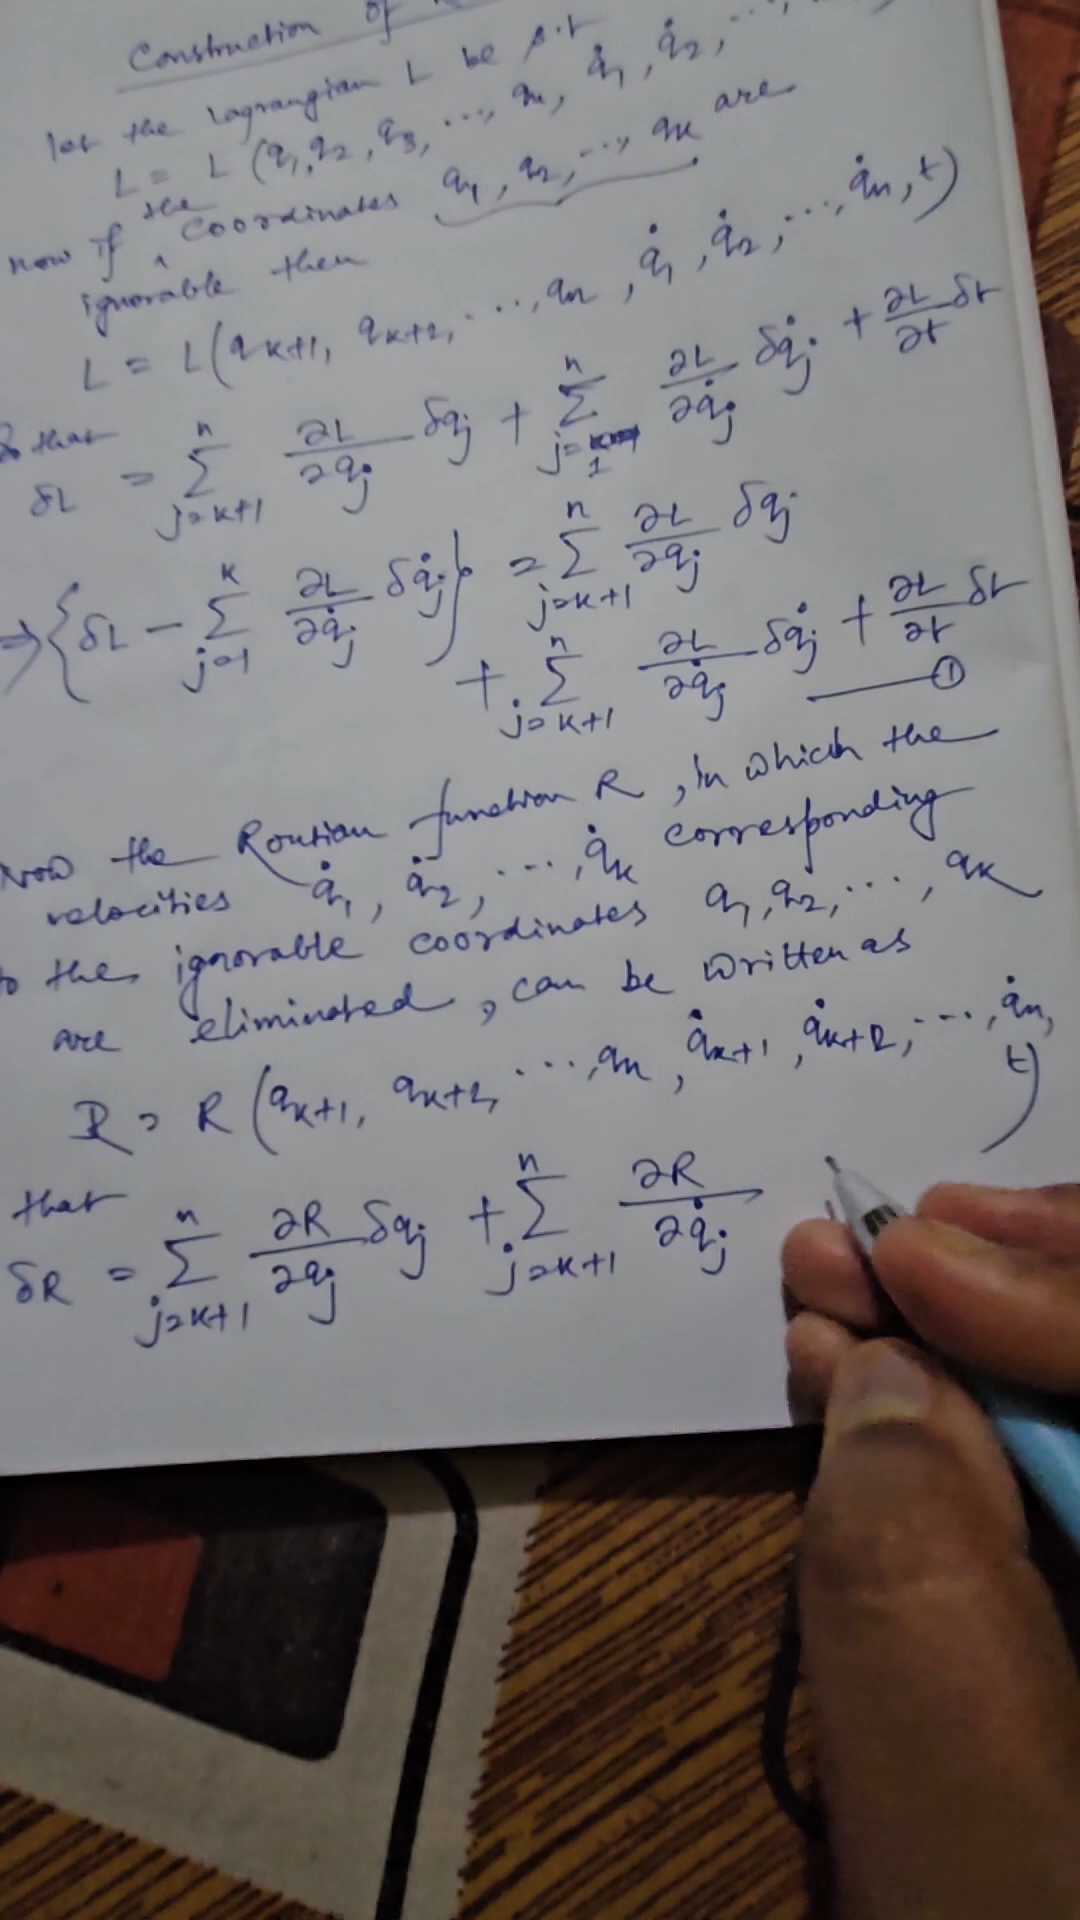 Construction of
let the Lagrangian L be s.t
L = L (q1, q2, q3, ..., qn, q̇1, q̇2, ...,
now if the coordinates q1, q2, ..., qk are
ignorable then
L = L(qk+1, qk+2, ..., qn, q̇1, q̇2, ..., q̇n, t)
so that
δL = Σ_{j=k+1}^{n} ∂L/∂qj δqj + Σ_{j=1}^{n} ∂L/∂q̇j δq̇j + ∂L/∂t δt
⇒ {δL − Σ_{j=1}^{k} ∂L/∂q̇j δq̇j} = Σ_{j=k+1}^{n} ∂L/∂qj δqj
+ Σ_{j=k+1}^{n} ∂L/∂q̇j δq̇j + ∂L/∂t δt
—— ①
Now the Routian function R, in which the
velocities q̇1, q̇2, ..., q̇k corresponding
to the ignorable coordinates q1, q2, ..., qk
are eliminated, can be written as
R = R (qk+1, qk+2, ..., qn, q̇k+1, q̇k+2, ..., q̇n,
t)
that
δR = Σ_{j=k+1}^{n} ∂R/∂qj δqj + Σ_{j=k+1}^{n} ∂R/∂q̇j